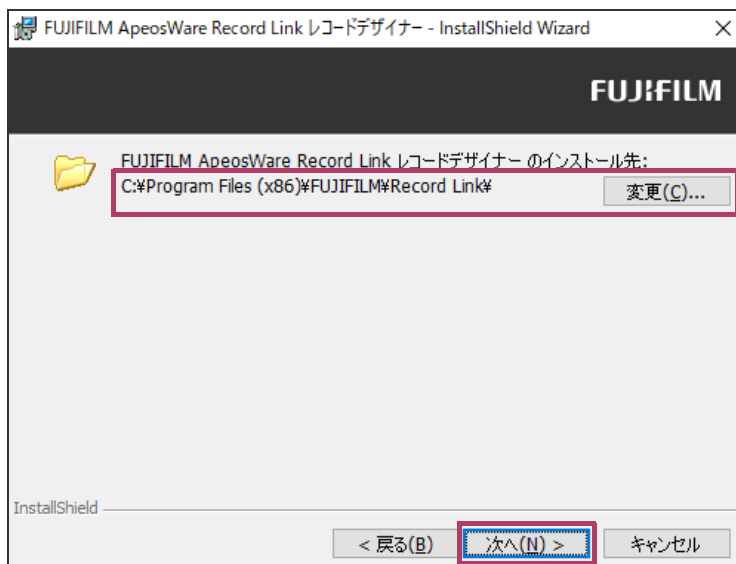 FUJIFILM ApeosWare Record Link レコードデザイナー - InstallShield Wizard
FUJIFILM
FUJIFILM ApeosWare Record Link レコードデザイナー のインストール先:
C:¥Program Files (x86)¥FUJIFILM¥Record Link¥
変更(C)...
InstallShield
< 戻る(B)
次へ(N) >
キャンセル